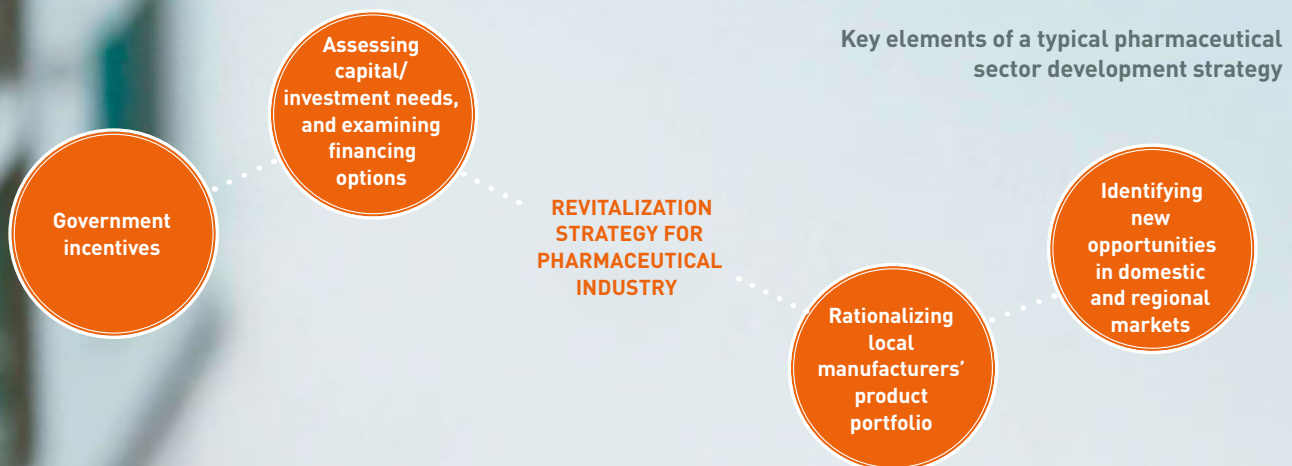 Key elements of a typical pharmaceutical
sector development strategy
Government
incentives
Assessing
capital/
investment needs,
and examining
financing
options
REVITALIZATION
STRATEGY FOR
PHARMACEUTICAL
INDUSTRY
Rationalizing
local
manufacturers’
product
portfolio
Identifying
new
opportunities
in domestic
and regional
markets